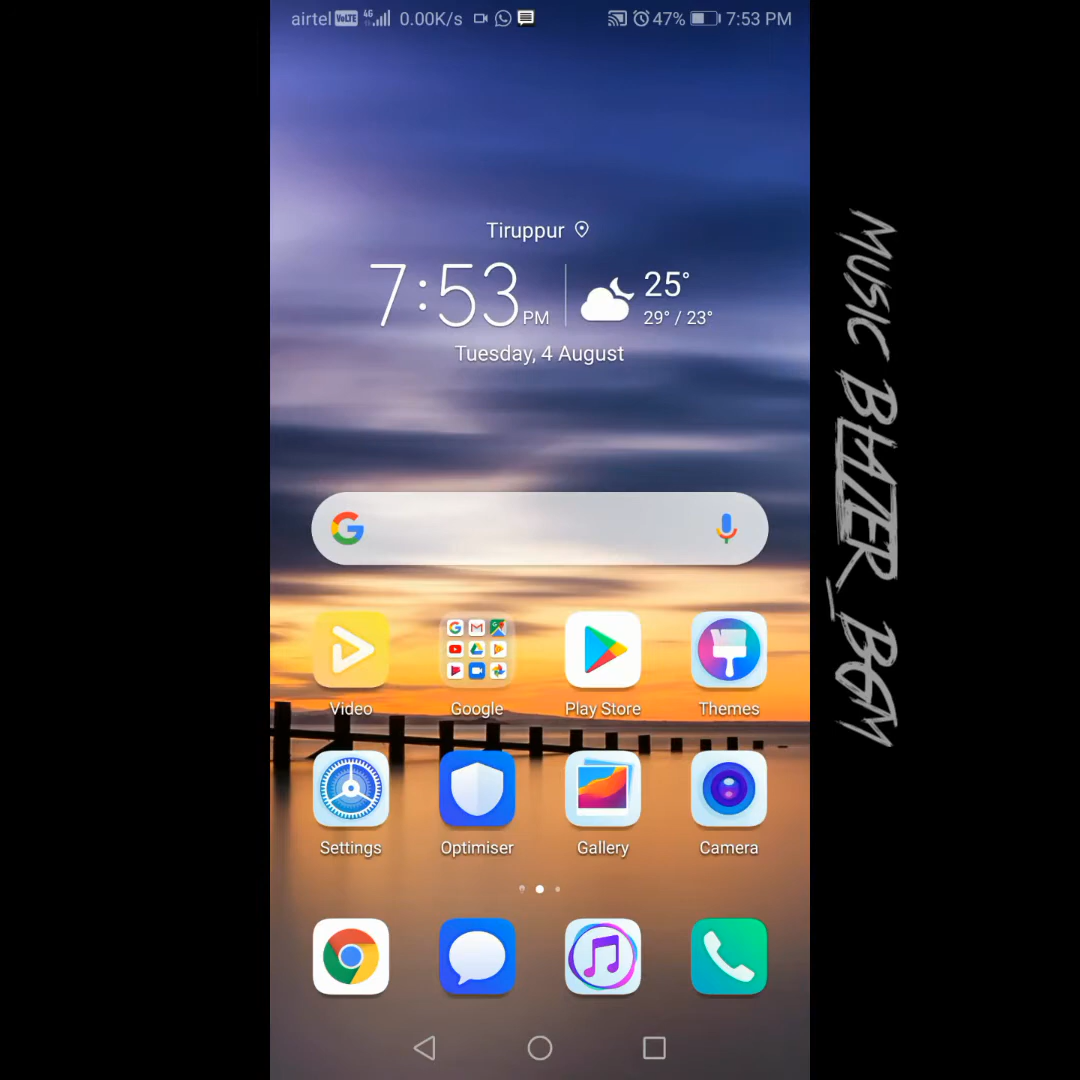 airtel VoLTE 4G 0.00K/s 47% 7:53 PM
Tiruppur
7:53 PM
25°
29° / 23°
Tuesday, 4 August
Video Google Play Store Themes
Settings Optimiser Gallery Camera
MUSIC BLAZER_BGM